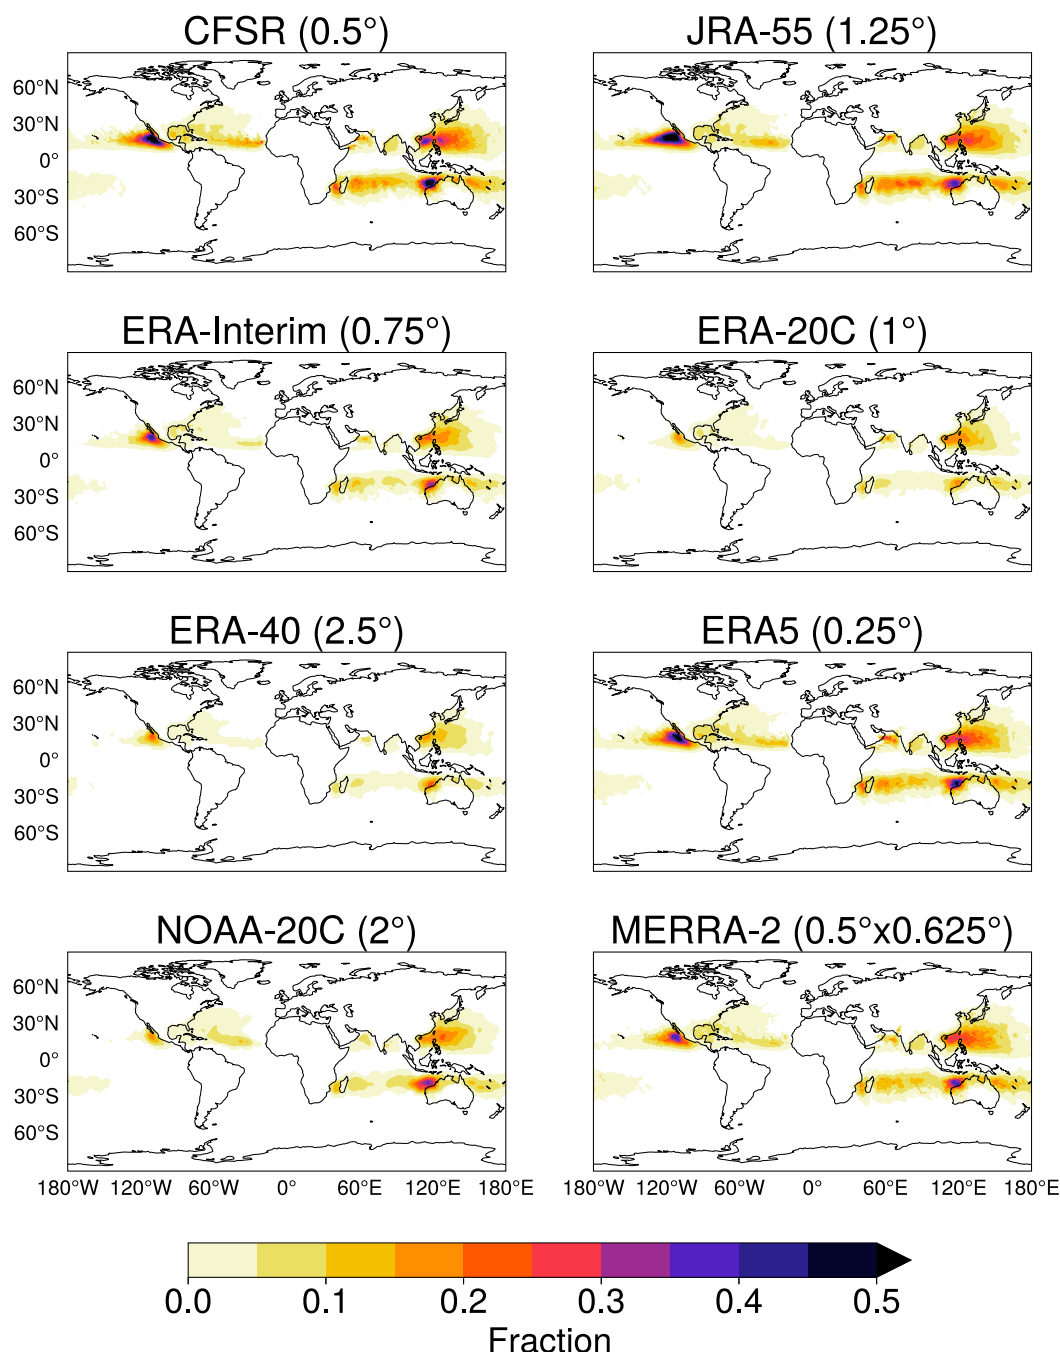 CFSR (0.5°)
JRA-55 (1.25°)
60°N
30°N
0°
30°S
60°S
ERA-Interim (0.75°)
ERA-20C (1°)
60°N
30°N
0°
30°S
60°S
ERA-40 (2.5°)
ERA5 (0.25°)
60°N
30°N
0°
30°S
60°S
NOAA-20C (2°)
MERRA-2 (0.5°x0.625°)
60°N
30°N
0°
30°S
60°S
180°W 120°W 60°W 0° 60°E 120°E 180°E
180°W 120°W 60°W 0° 60°E 120°E 180°E
0.0 0.1 0.2 0.3 0.4 0.5
Fraction